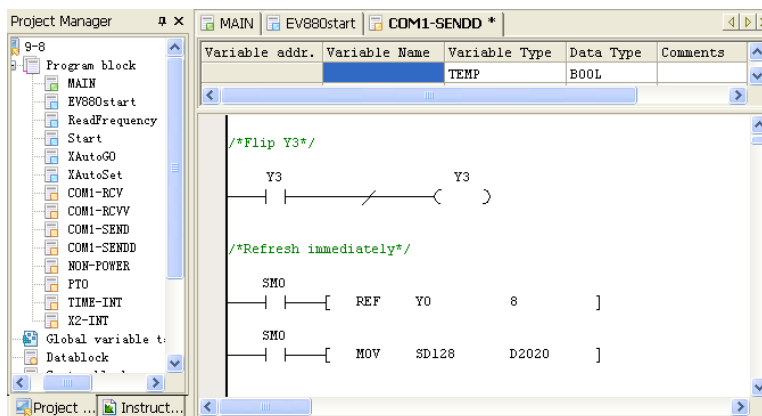 Project Manager
MAIN EV880start COM1-SENDD *
9-8
Program block
MAIN
EV880start
ReadFrequency
Start
XAutoGO
XAutoSet
COM1-RCV
COM1-RCVV
COM1-SEND
COM1-SENDD
NON-POWER
PTO
TIME-INT
X2-INT
Global variable t
Datablock
Project ... Instruct...
Variable addr. Variable Name Variable Type Data Type Comments
TEMP BOOL
/*Flip Y3*/
Y3 Y3
/*Refresh immediately*/
SM0
REF Y0 8
SM0
MOV SD128 D2020